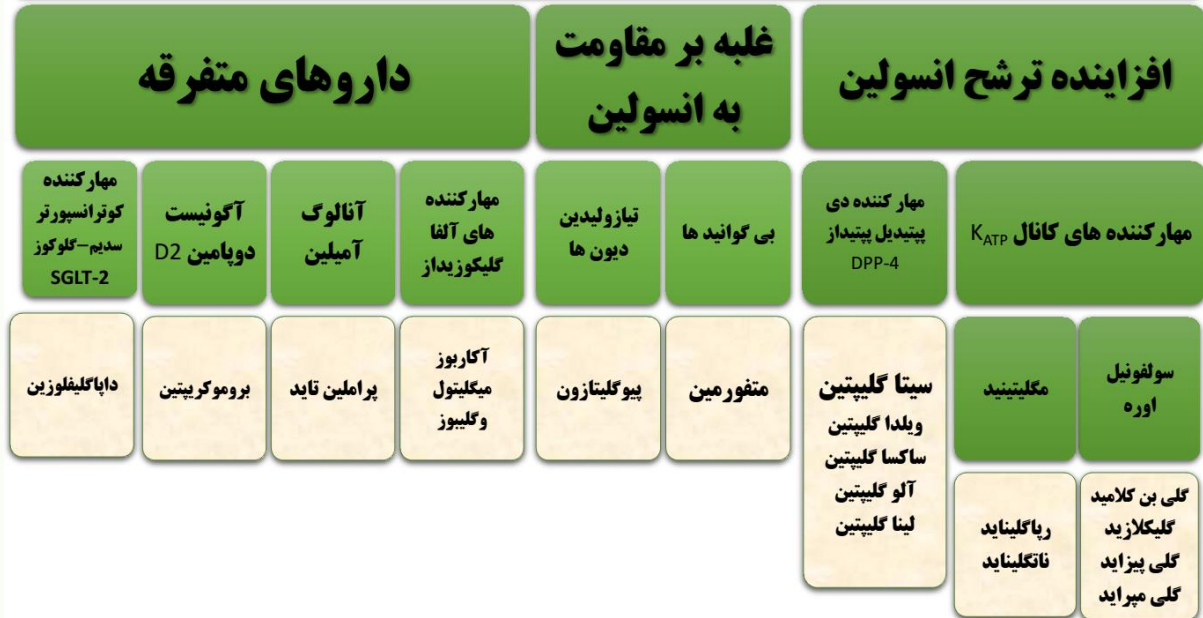 افزاینده ترشح انسولین
غلبه بر مقاومت
به انسولین
داروهای متفرقه
مهارکننده های کانال KATP
مهار کننده دی
پپتیدیل پپتیداز
DPP-4
بی گوانید ها
تیازولیدین
دیون ها
مهارکننده
های آلفا
گلیکوزیداز
آنالوگ
آمیلین
آگونیست
دوپامین D2
مهارکننده
کوترانسپورتر
سدیم-گلوکوز
SGLT-2
سولفونیل
اوره
مگلیتینید
سیتا گلیپتین
ویلدا گلیپتین
ساکسا گلیپتین
آلو گلیپتین
لینا گلیپتین
متفورمین
پیوگلیتازون
آکاربوز
میگلیتول
وگلیبوز
پراملین تاید
بروموکریپتین
داپاگلیفلوزین
گلی بن کلامید
گلیکلازید
گلی پیزاید
گلی مپراید
رپاگلیناید
ناتگلیناید